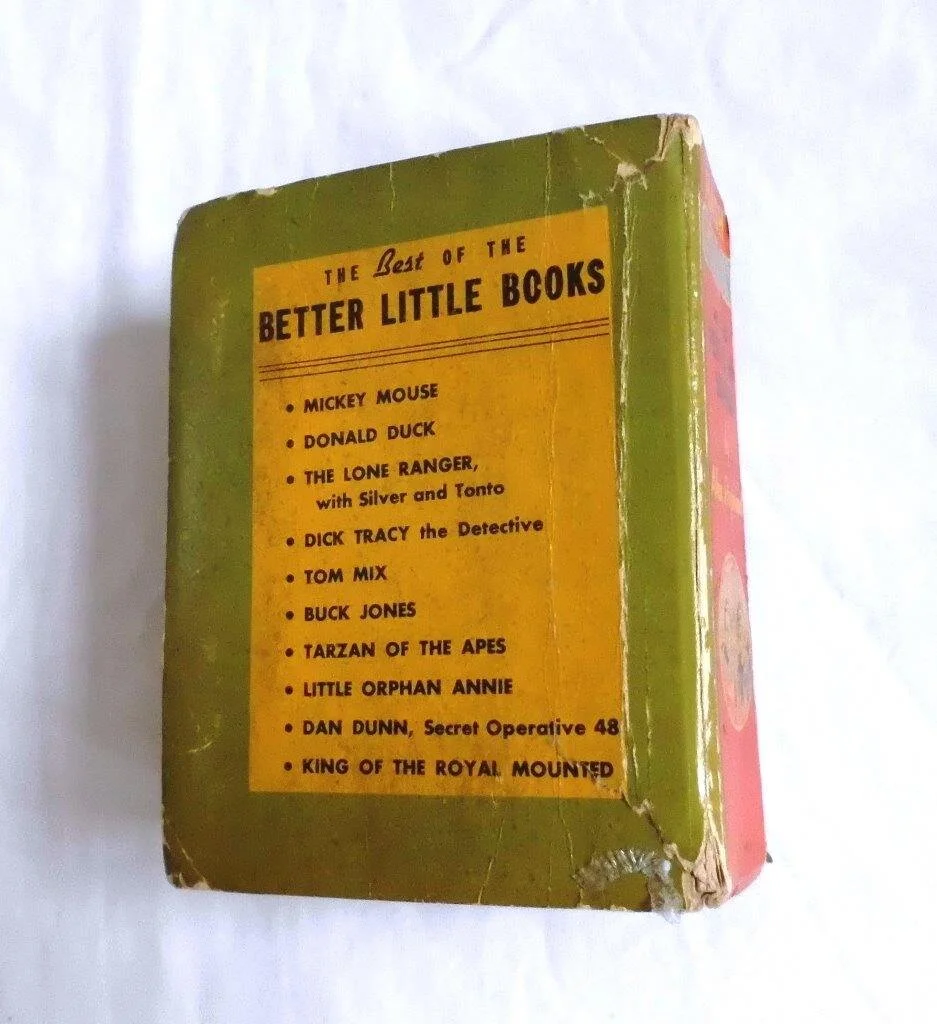 THE Best OF THE
BETTER LITTLE BOOKS
• MICKEY MOUSE
• DONALD DUCK
• THE LONE RANGER,
with Silver and Tonto
• DICK TRACY the Detective
• TOM MIX
• BUCK JONES
• TARZAN OF THE APES
• LITTLE ORPHAN ANNIE
• DAN DUNN, Secret Operative 48
• KING OF THE ROYAL MOUNTED